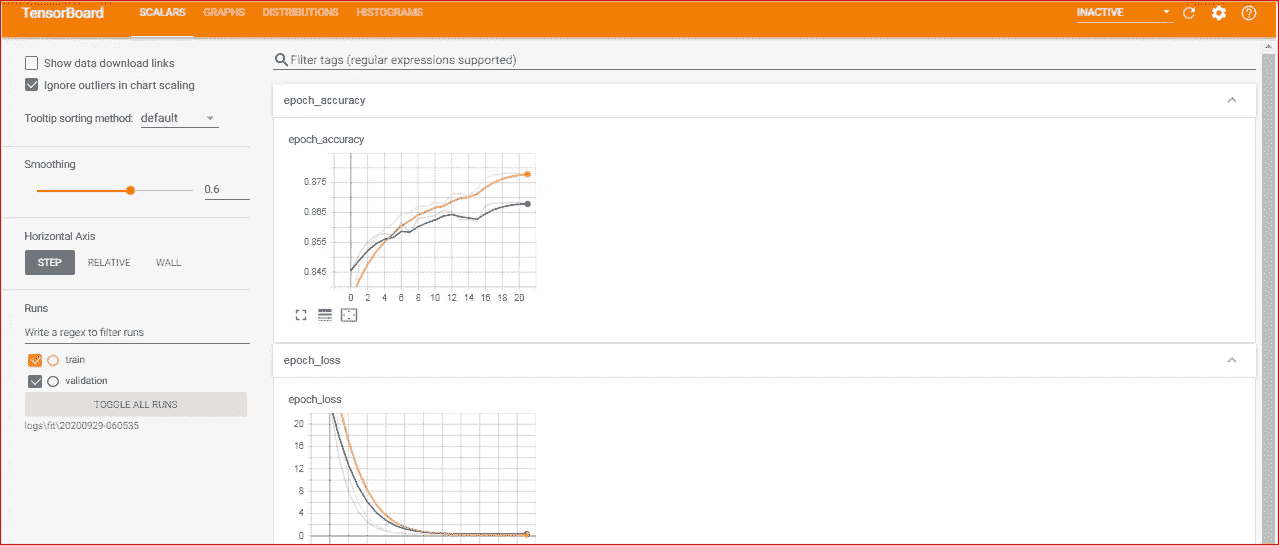 TensorBoard SCALARS GRAPHS DISTRIBUTIONS HISTOGRAMS INACTIVE
Show data download links
Ignore outliers in chart scaling
Tooltip sorting method: default
Smoothing
0.6
Horizontal Axis
STEP RELATIVE WALL
Runs
Write a regex to filter runs
train
validation
TOGGLE ALL RUNS
logs\fit\20200929-060535
Filter tags (regular expressions supported)
epoch_accuracy
epoch_accuracy
0.875
0.865
0.855
0.845
0 2 4 6 8 10 12 14 16 18 20
epoch_loss
epoch_loss
20
16
12
8
4
0